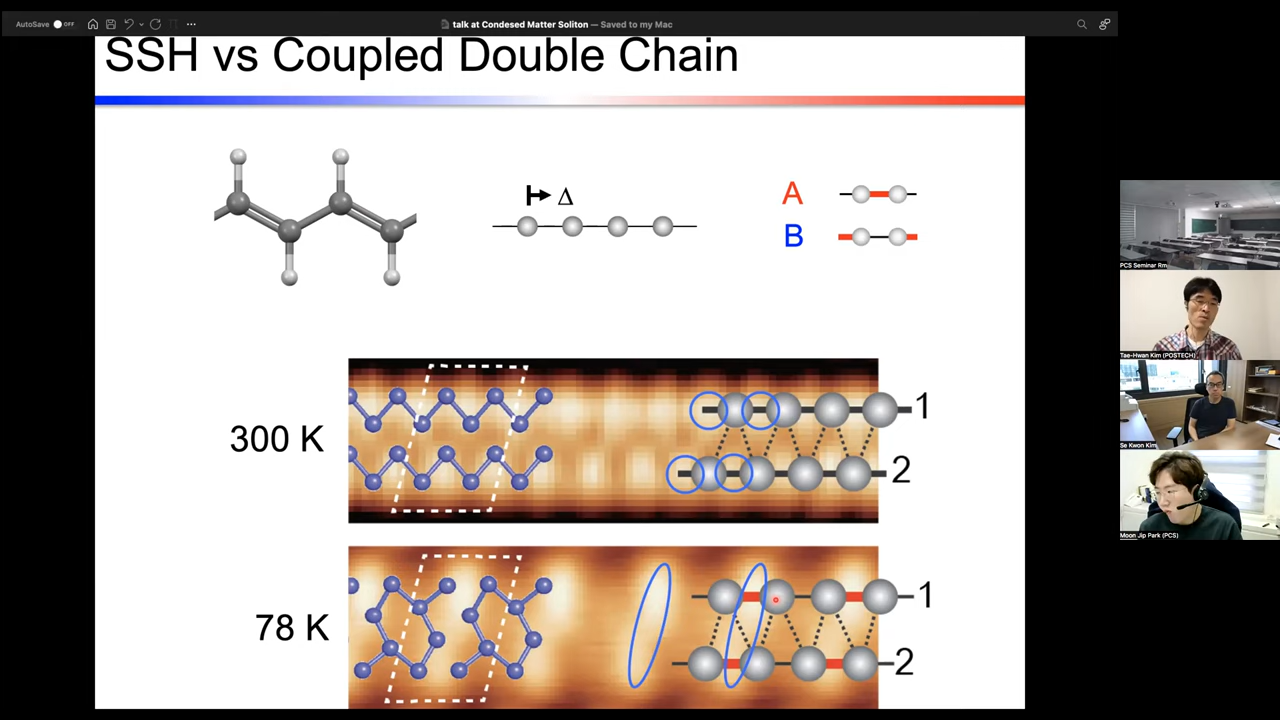 AutoSave OFF
talk at Condesed Matter Soliton — Saved to my Mac
SSH vs Coupled Double Chain
Δ
A
B
300 K
1
2
78 K
1
2
PCS Seminar Rm
Tae-Hwan Kim (POSTECH)
Se Kwon Kim
Moon Jip Park (PCS)